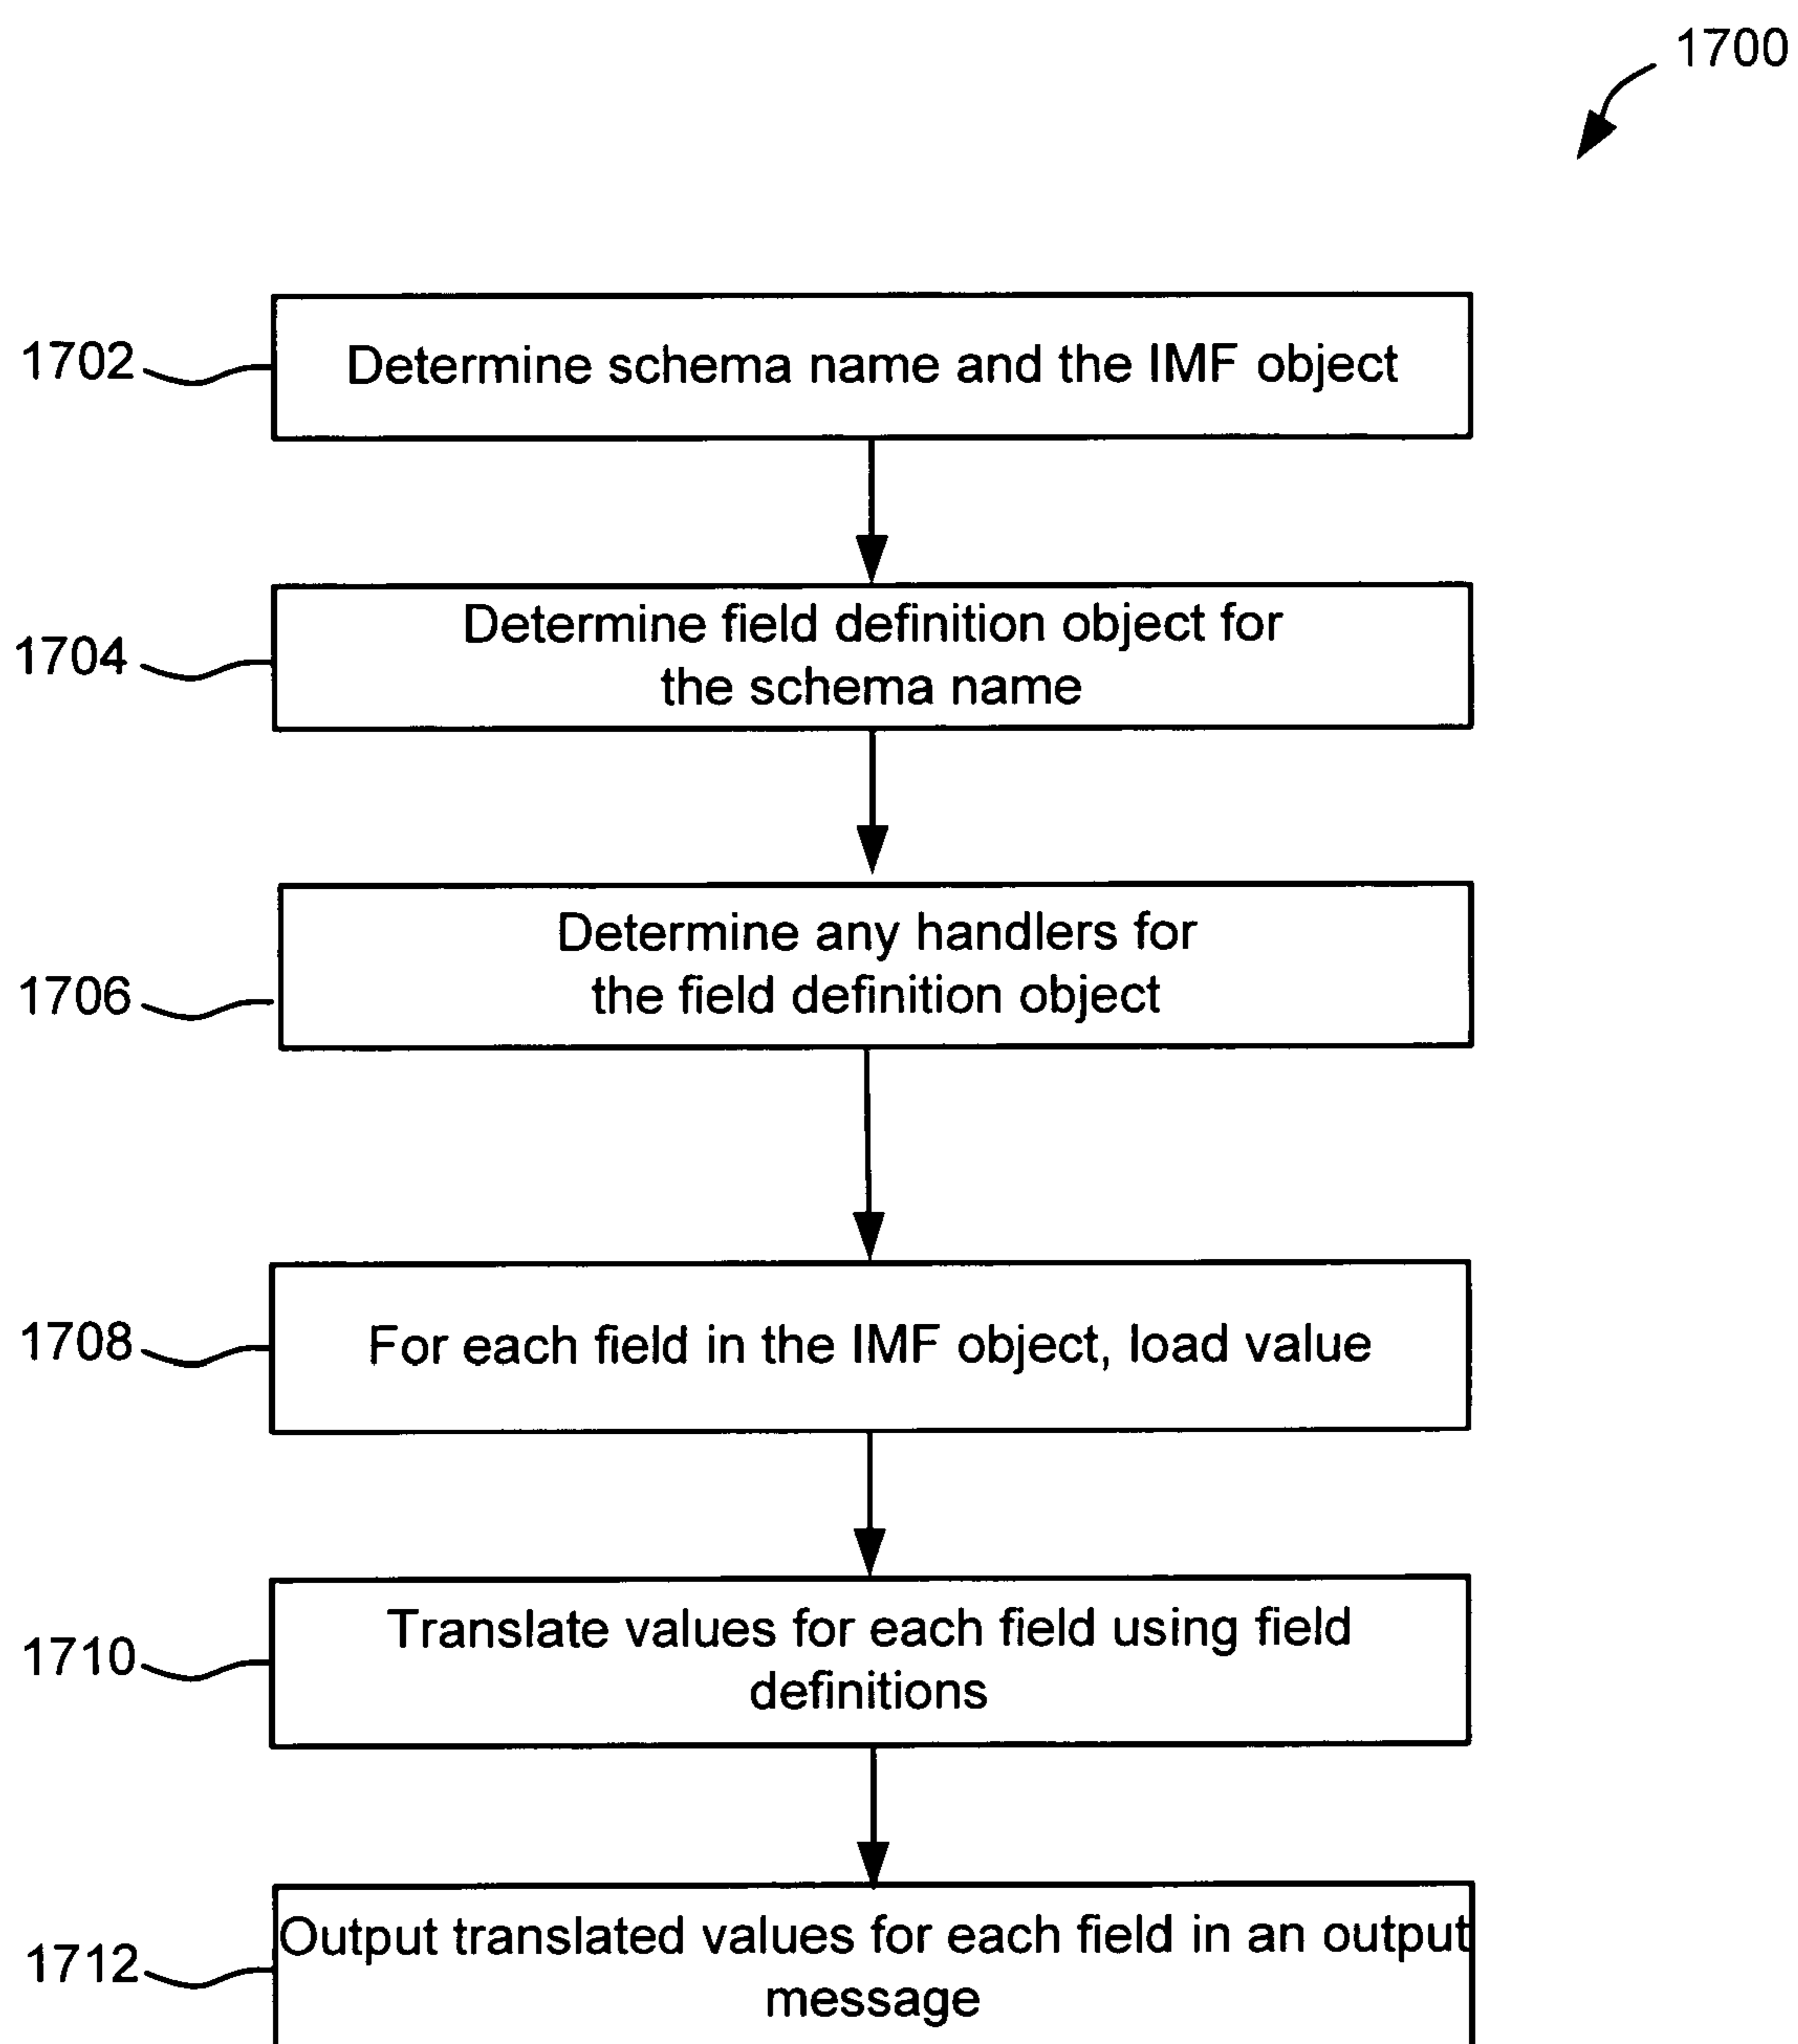 1700
1702
Determine schema name and the IMF object
1704
Determine field definition object for
the schema name
1706
Determine any handlers for
the field definition object
1708
For each field in the IMF object, load value
1710
Translate values for each field using field
definitions
1712
Output translated values for each field in an output
message